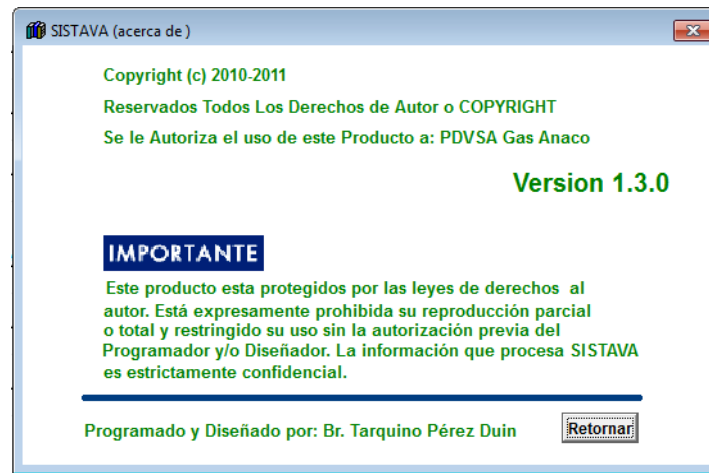 SISTAVA (acerca de )
Copyright (c) 2010-2011
Reservados Todos Los Derechos de Autor o COPYRIGHT
Se le Autoriza el uso de este Producto a: PDVSA Gas Anaco
Version 1.3.0
IMPORTANTE
Este producto esta protegidos por las leyes de derechos al
autor. Está expresamente prohibida su reproducción parcial
o total y restringido su uso sin la autorización previa del
Programador y/o Diseñador. La información que procesa SISTAVA
es estrictamente confidencial.
Programado y Diseñado por: Br. Tarquino Pérez Duin
Retornar